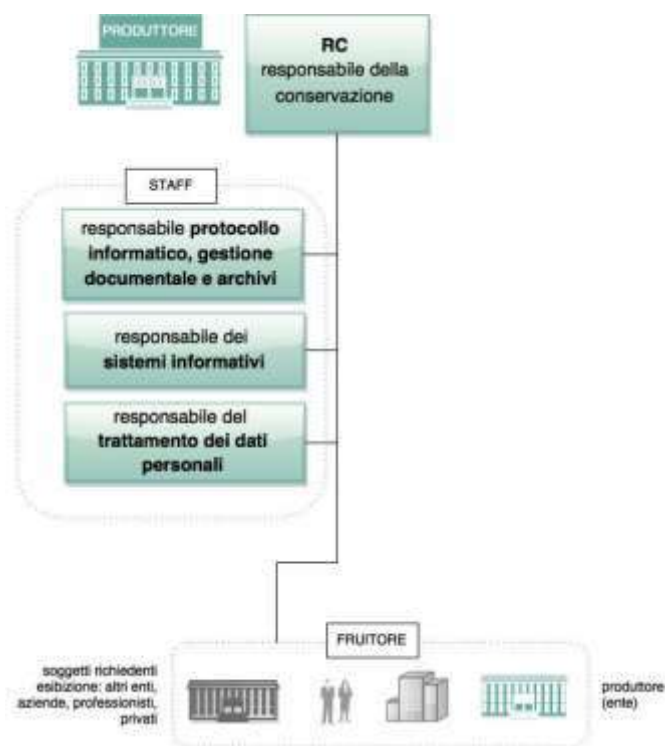 PRODUTTORE
RC
responsabile della
conservazione
STAFF
responsabile protocollo
informatico, gestione
documentale e archivi
responsabile dei
sistemi informativi
responsabile del
trattamento dei dati
personali
FRUITORE
soggetti richiedenti
esibizione: altri enti,
aziende, professionisti,
privati
produttore
(ente)